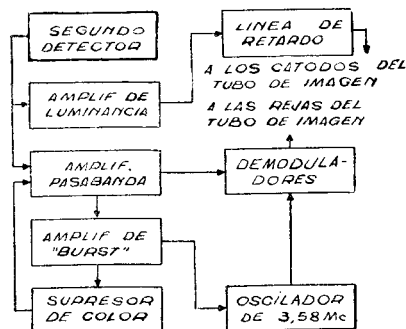 SEGUNDO
DETECTOR
LINEA DE
RETARDO
A LOS CATODOS DEL
TUBO DE IMAGEN
A LAS REJAS DEL
TUBO DE IMAGEN
AMPLIF DE
LUMINANCIA
AMPLIF.
PASABANDA
DEMODULA-
DORES
AMPLIF DE
"BURST"
SUPRESOR
DE COLOR
OSCILADOR
DE 3,58 Mc